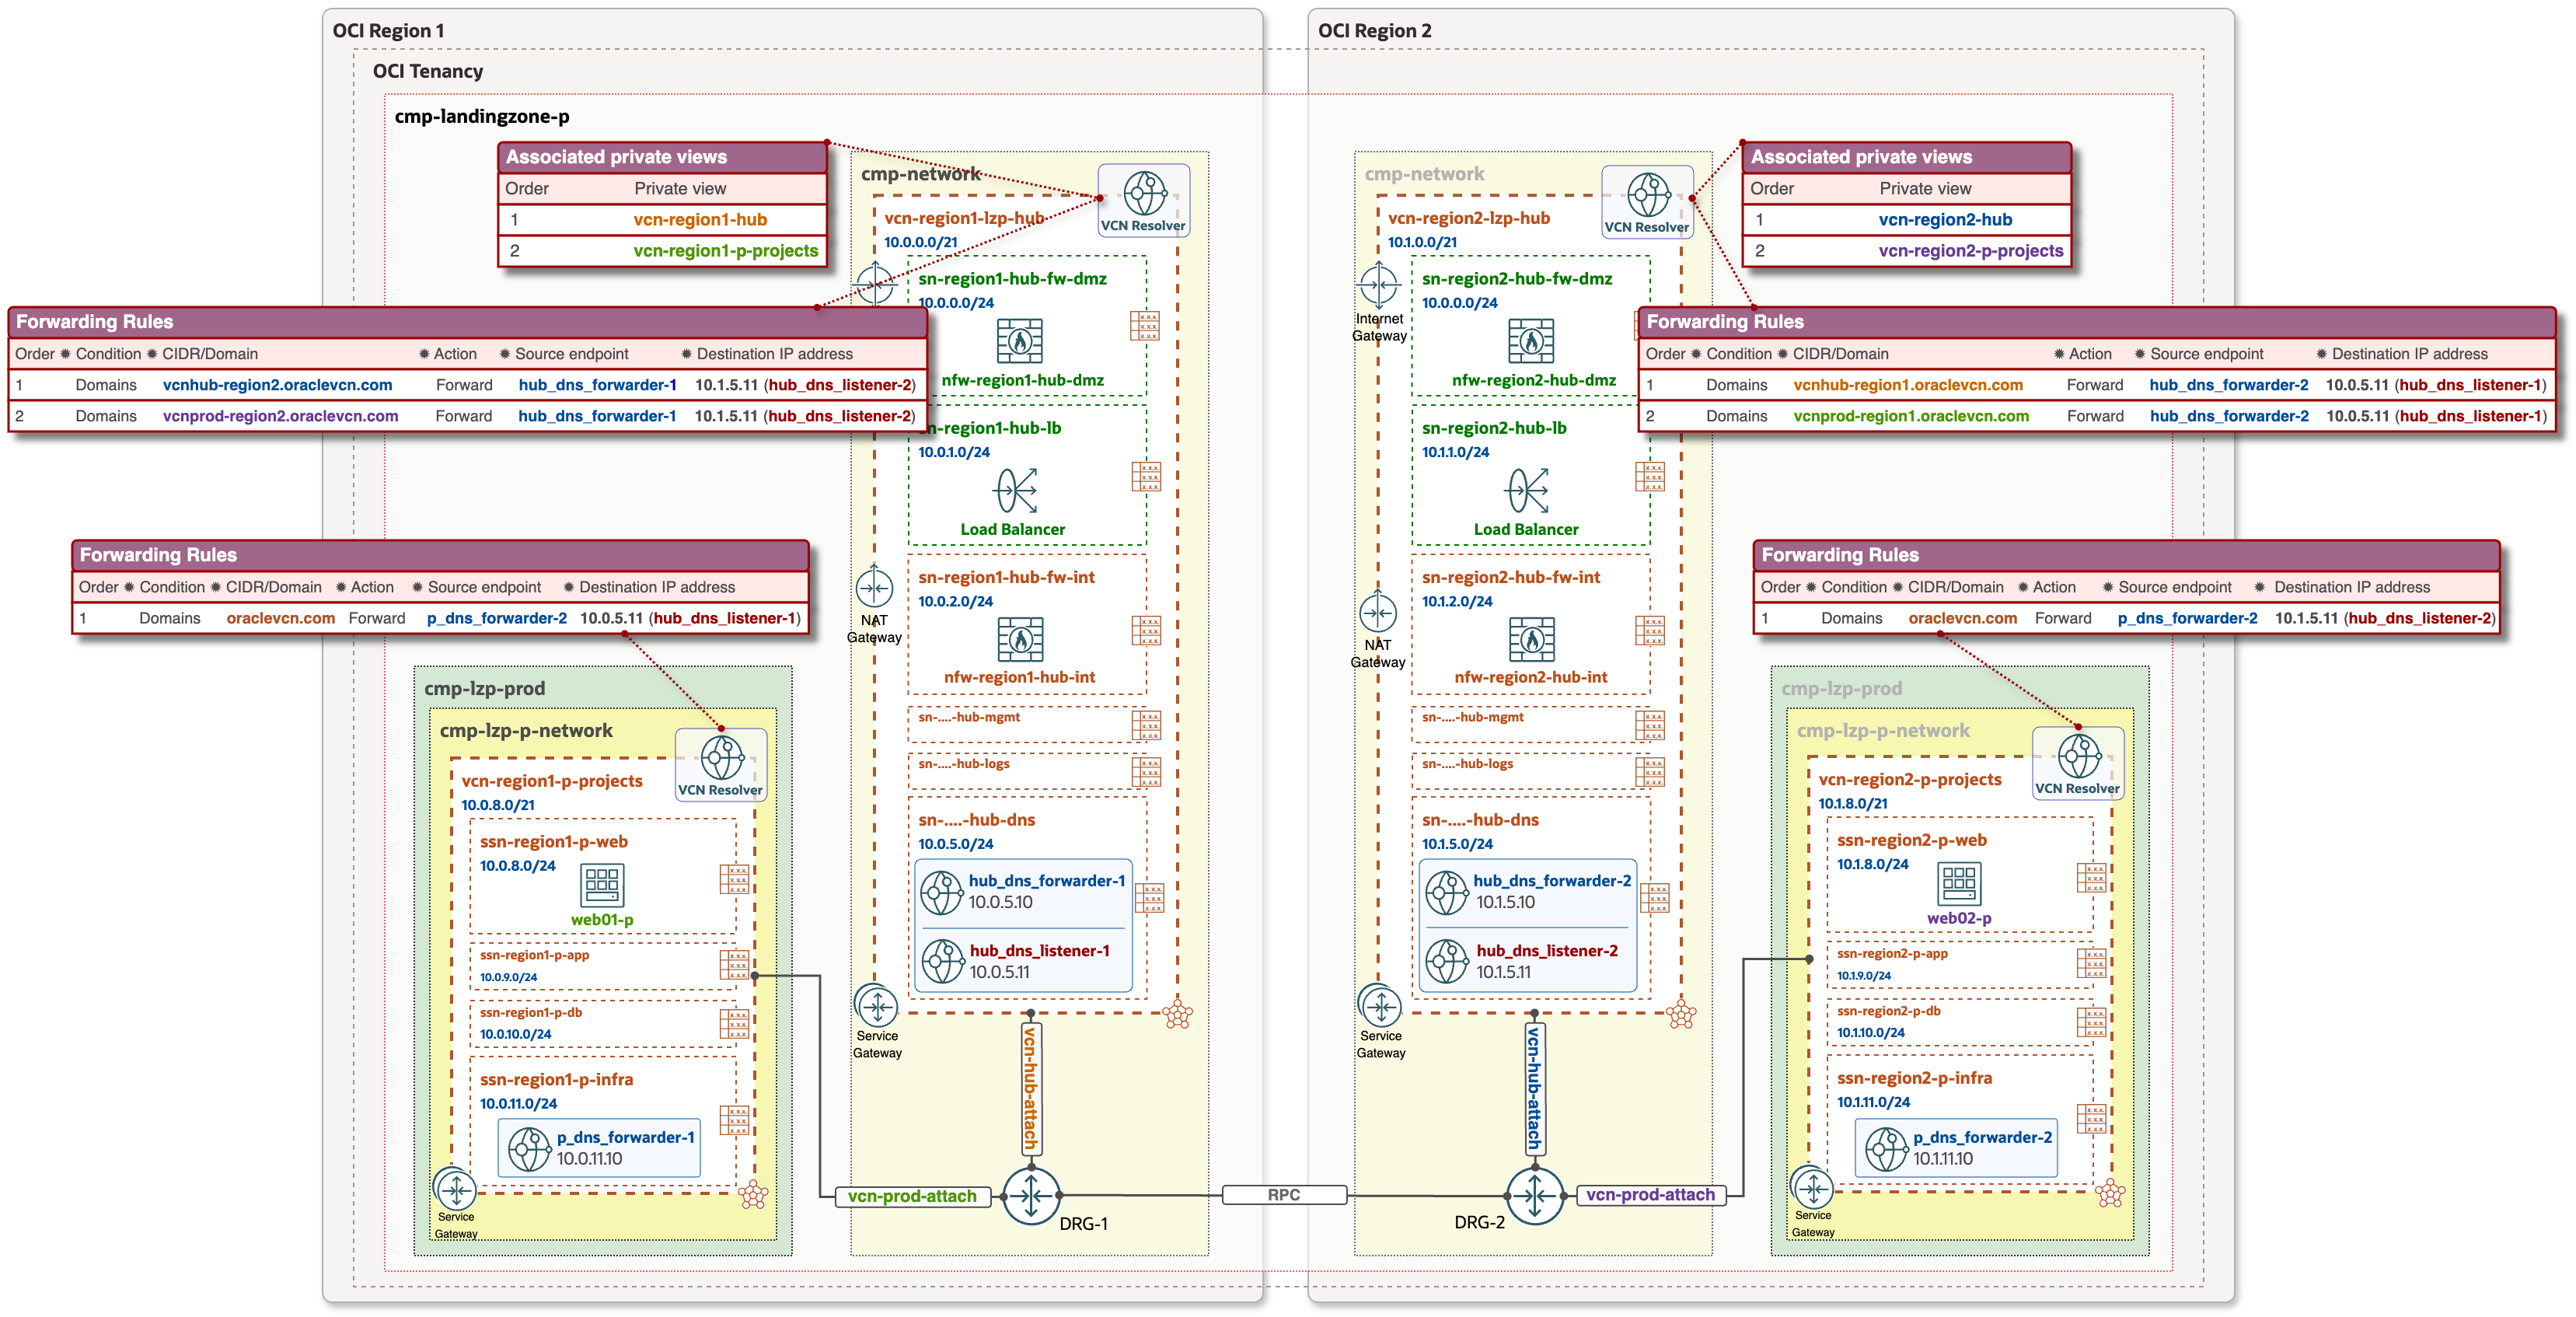 OCI Region 1
OCI Region 2
OCI Tenancy
cmp-landingzone-p
Associated private views
Order Private view
1 vcn-region1-hub
2 vcn-region1-p-projects
Forwarding Rules
Order ✹ Condition ✹ CIDR/Domain ✹ Action ✹ Source endpoint ✹ Destination IP address
1 Domains vcnhub-region2.oraclevcn.com Forward hub_dns_forwarder-1 10.1.5.11 (hub_dns_listener-2)
2 Domains vcnprod-region2.oraclevcn.com Forward hub_dns_forwarder-1 10.1.5.11 (hub_dns_listener-2)
Forwarding Rules
Order ✹ Condition ✹ CIDR/Domain ✹ Action ✹ Source endpoint ✹ Destination IP address
1 Domains oraclevcn.com Forward p_dns_forwarder-2 10.0.5.11 (hub_dns_listener-1)
cmp-lzp-prod
cmp-lzp-p-network
VCN Resolver
vcn-region1-p-projects
10.0.8.0/21
ssn-region1-p-web
10.0.8.0/24
web01-p
ssn-region1-p-app
10.0.9.0/24
ssn-region1-p-db
10.0.10.0/24
ssn-region1-p-infra
10.0.11.0/24
p_dns_forwarder-1
10.0.11.10
Service
Gateway
cmp-network
VCN Resolver
vcn-region1-lzp-hub
10.0.0.0/21
sn-region1-hub-fw-dmz
10.0.0.0/24
nfw-region1-hub-dmz
sn-region1-hub-lb
10.0.1.0/24
Load Balancer
sn-region1-hub-fw-int
10.0.2.0/24
NAT
Gateway
nfw-region1-hub-int
sn-....-hub-mgmt
sn-....-hub-logs
sn-....-hub-dns
10.0.5.0/24
hub_dns_forwarder-1
10.0.5.10
hub_dns_listener-1
10.0.5.11
Service
Gateway
vcn-hub-attach
vcn-prod-attach
DRG-1
RPC
cmp-network
VCN Resolver
vcn-region2-lzp-hub
10.1.0.0/21
sn-region2-hub-fw-dmz
10.0.0.0/24
Internet
Gateway
nfw-region2-hub-dmz
sn-region2-hub-lb
10.1.1.0/24
Load Balancer
sn-region2-hub-fw-int
10.1.2.0/24
NAT
Gateway
nfw-region2-hub-int
sn-....-hub-mgmt
sn-....-hub-logs
sn-....-hub-dns
10.1.5.0/24
hub_dns_forwarder-2
10.1.5.10
hub_dns_listener-2
10.1.5.11
Service
Gateway
vcn-hub-attach
DRG-2
vcn-prod-attach
Associated private views
Order Private view
1 vcn-region2-hub
2 vcn-region2-p-projects
Forwarding Rules
Order ✹ Condition ✹ CIDR/Domain ✹ Action ✹ Source endpoint ✹ Destination IP address
1 Domains vcnhub-region1.oraclevcn.com Forward hub_dns_forwarder-2 10.0.5.11 (hub_dns_listener-1)
2 Domains vcnprod-region1.oraclevcn.com Forward hub_dns_forwarder-2 10.0.5.11 (hub_dns_listener-1)
Forwarding Rules
Order ✹ Condition ✹ CIDR/Domain ✹ Action ✹ Source endpoint ✹ Destination IP address
1 Domains oraclevcn.com Forward p_dns_forwarder-2 10.1.5.11 (hub_dns_listener-2)
cmp-lzp-prod
cmp-lzp-p-network
VCN Resolver
vcn-region2-p-projects
10.1.8.0/21
ssn-region2-p-web
10.1.8.0/24
web02-p
ssn-region2-p-app
10.1.9.0/24
ssn-region2-p-db
10.1.10.0/24
ssn-region2-p-infra
10.1.11.0/24
p_dns_forwarder-2
10.1.11.10
Service
Gateway